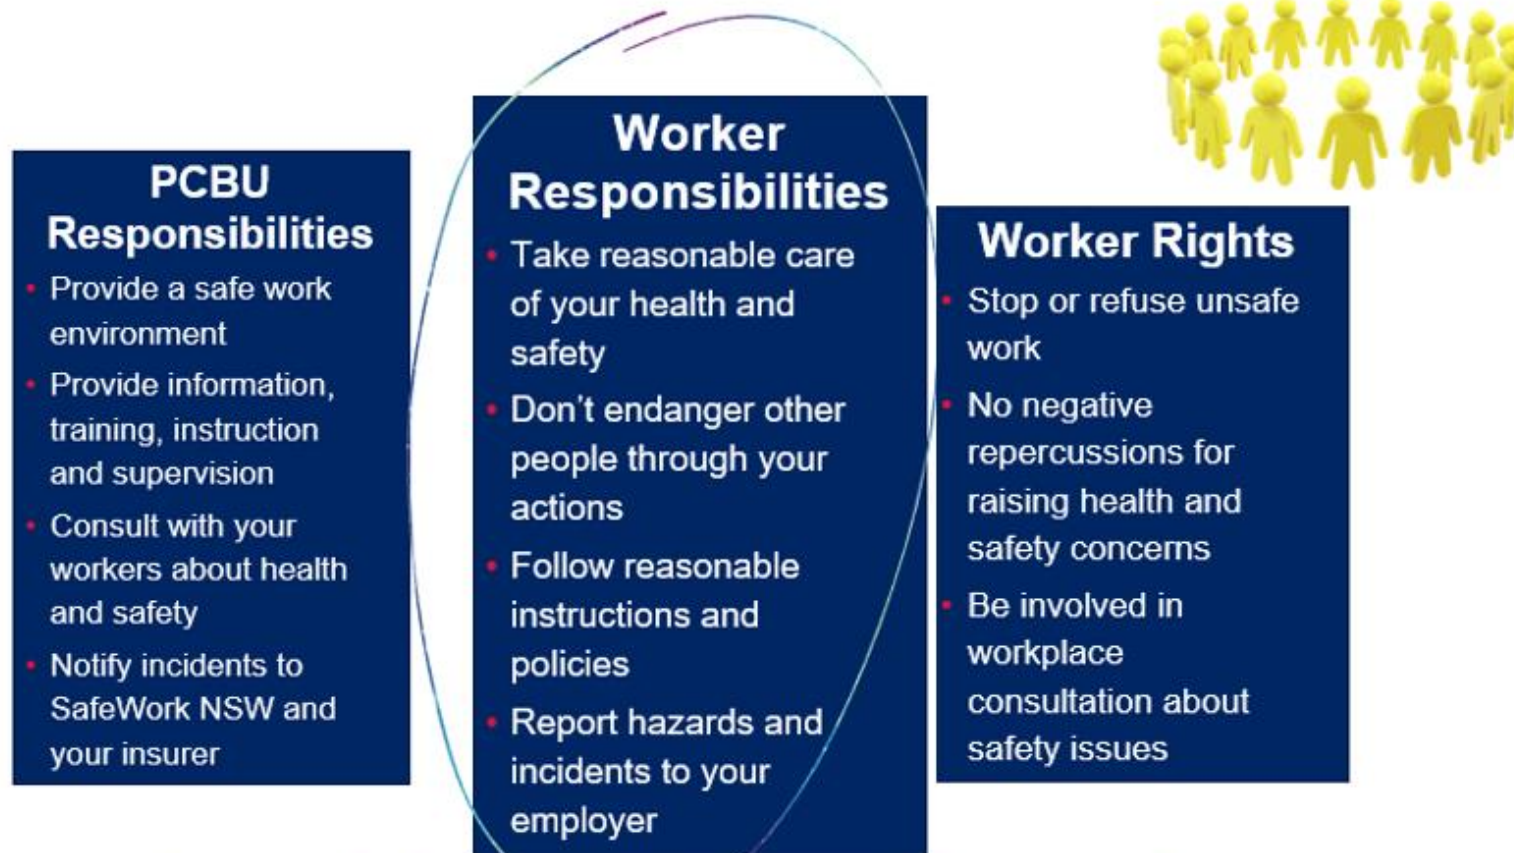 PCBU
Responsibilities
• Provide a safe work
environment
• Provide information,
training, instruction
and supervision
• Consult with your
workers about health
and safety
• Notify incidents to
SafeWork NSW and
your insurer
Worker
Responsibilities
• Take reasonable care
of your health and
safety
• Don't endanger other
people through your
actions
• Follow reasonable
instructions and
policies
• Report hazards and
incidents to your
employer
Worker Rights
• Stop or refuse unsafe
work
• No negative
repercussions for
raising health and
safety concerns
• Be involved in
workplace
consultation about
safety issues